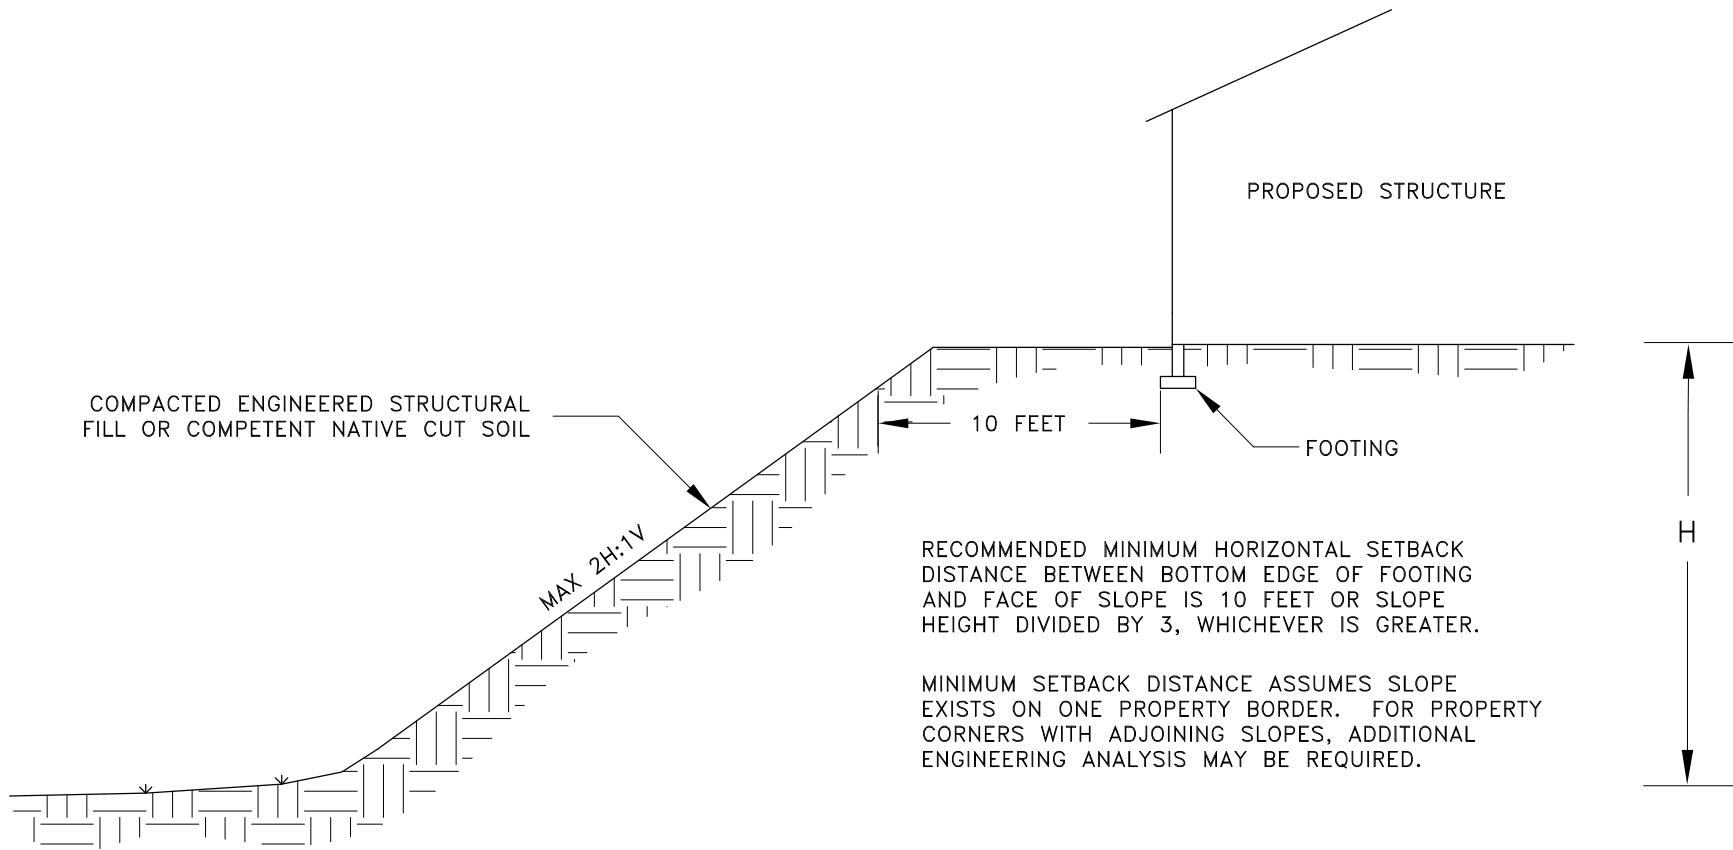 PROPOSED STRUCTURE
COMPACTED ENGINEERED STRUCTURAL
FILL OR COMPETENT NATIVE CUT SOIL
10 FEET
FOOTING
MAX 2H:1V
H
RECOMMENDED MINIMUM HORIZONTAL SETBACK
DISTANCE BETWEEN BOTTOM EDGE OF FOOTING
AND FACE OF SLOPE IS 10 FEET OR SLOPE
HEIGHT DIVIDED BY 3, WHICHEVER IS GREATER.
MINIMUM SETBACK DISTANCE ASSUMES SLOPE
EXISTS ON ONE PROPERTY BORDER. FOR PROPERTY
CORNERS WITH ADJOINING SLOPES, ADDITIONAL
ENGINEERING ANALYSIS MAY BE REQUIRED.